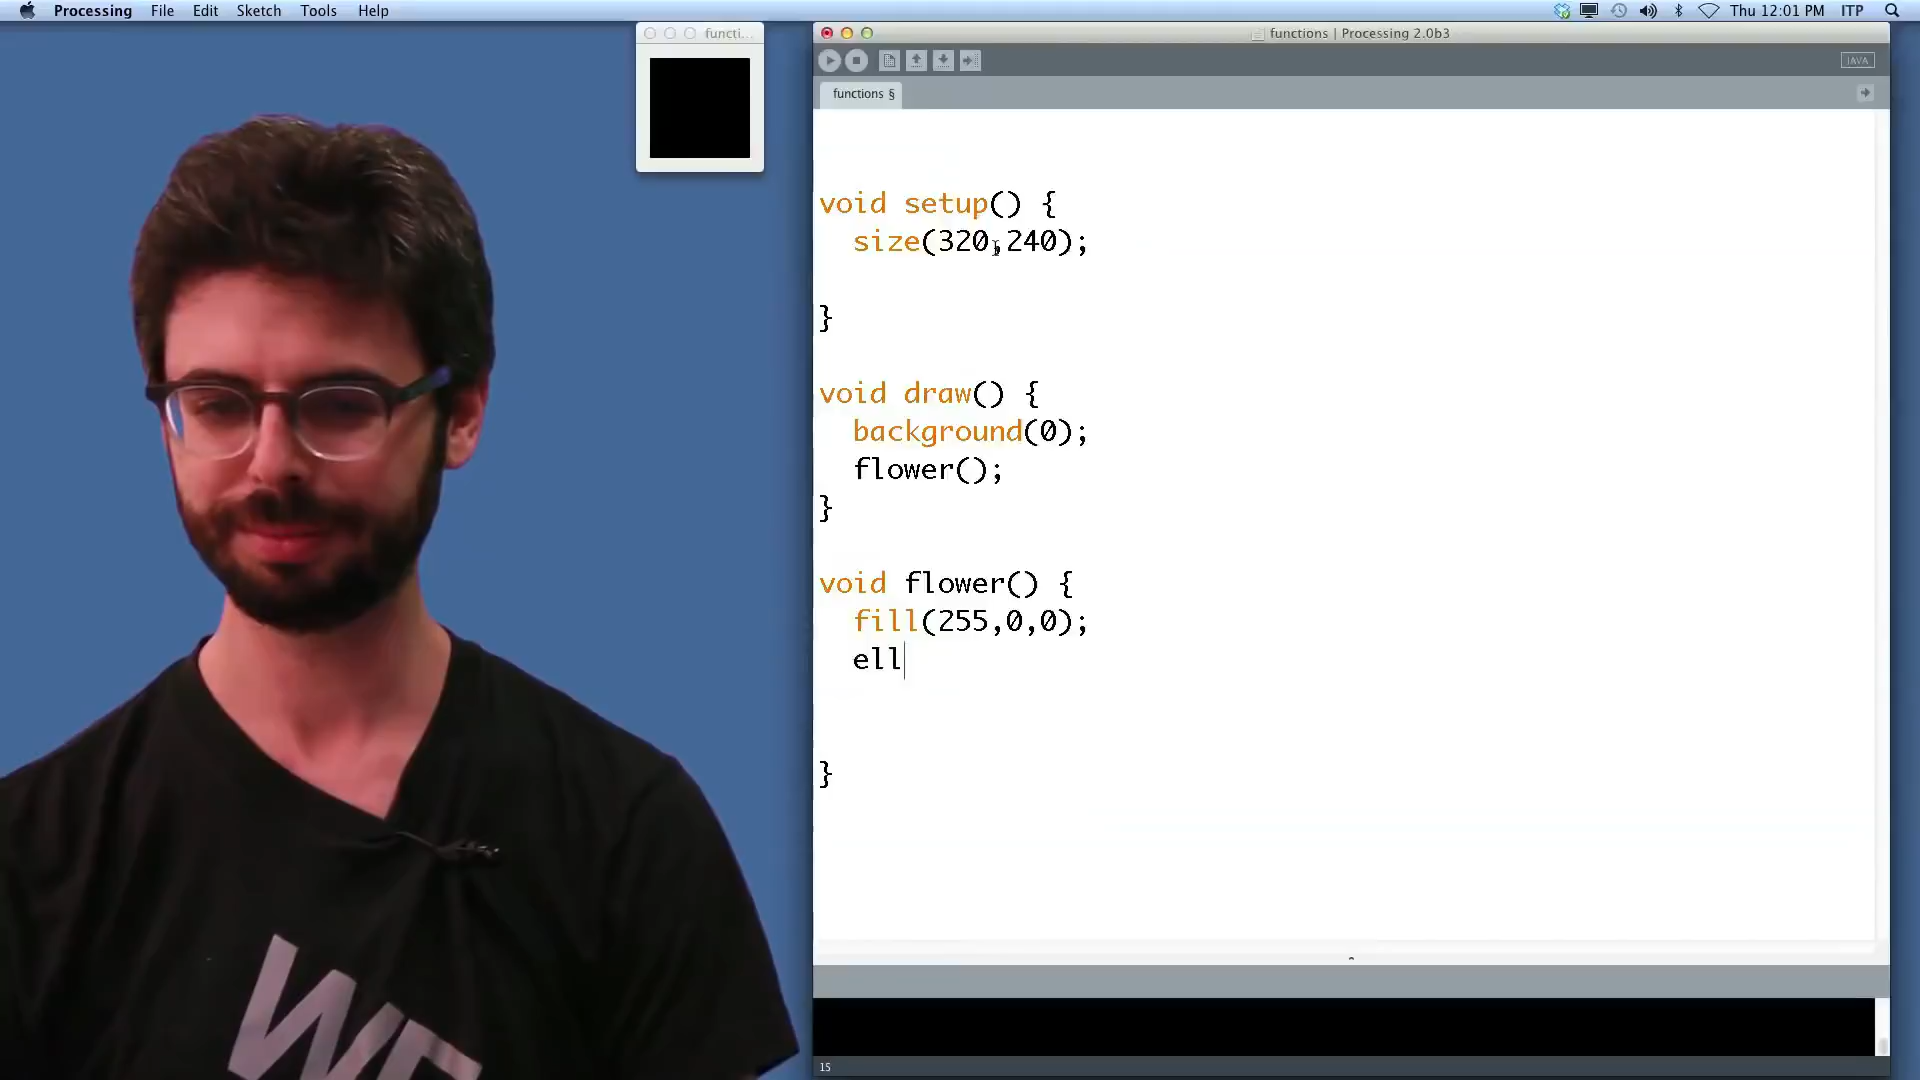 Processing File Edit Sketch Tools Help Thu 12:01 PM ITP
functi...
functions | Processing 2.0b3
JAVA
functions §
void setup() {
size(320,240);
}
void draw() {
background(0);
flower();
}
void flower() {
fill(255,0,0);
ell
}
15